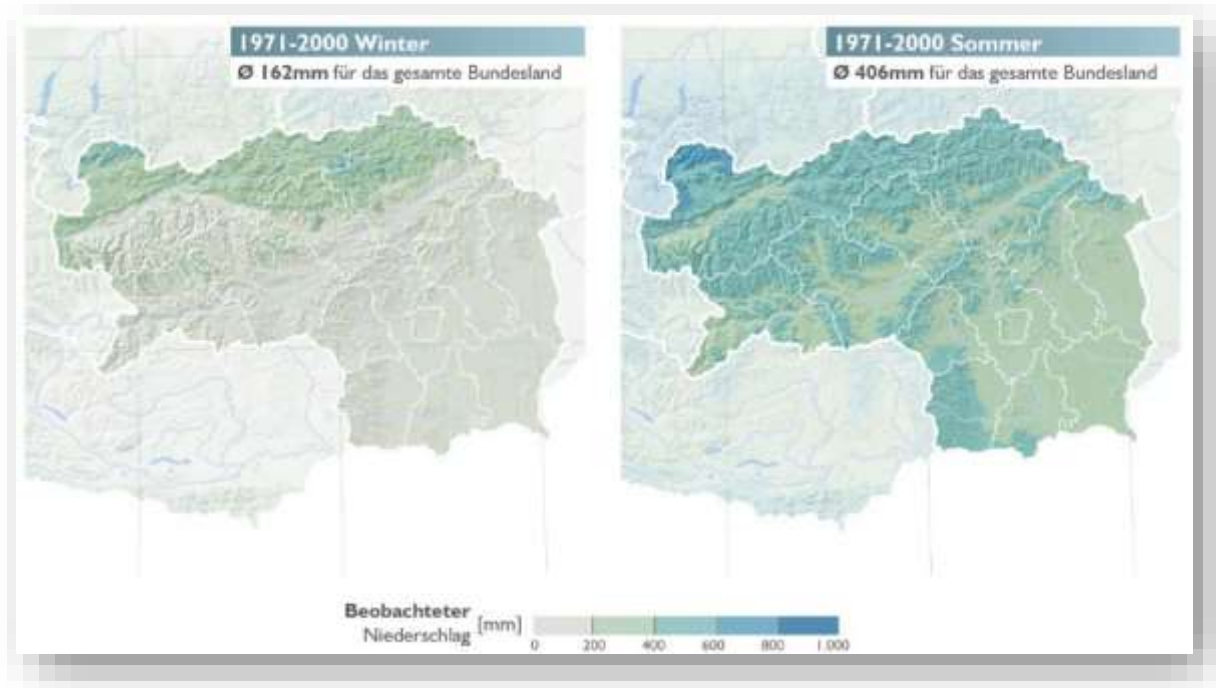 1971-2000 Winter
Ø 162mm für das gesamte Bundesland
1971-2000 Sommer
Ø 406mm für das gesamte Bundesland
Beobachteter
Niederschlag [mm]
0 200 400 600 800 1.000